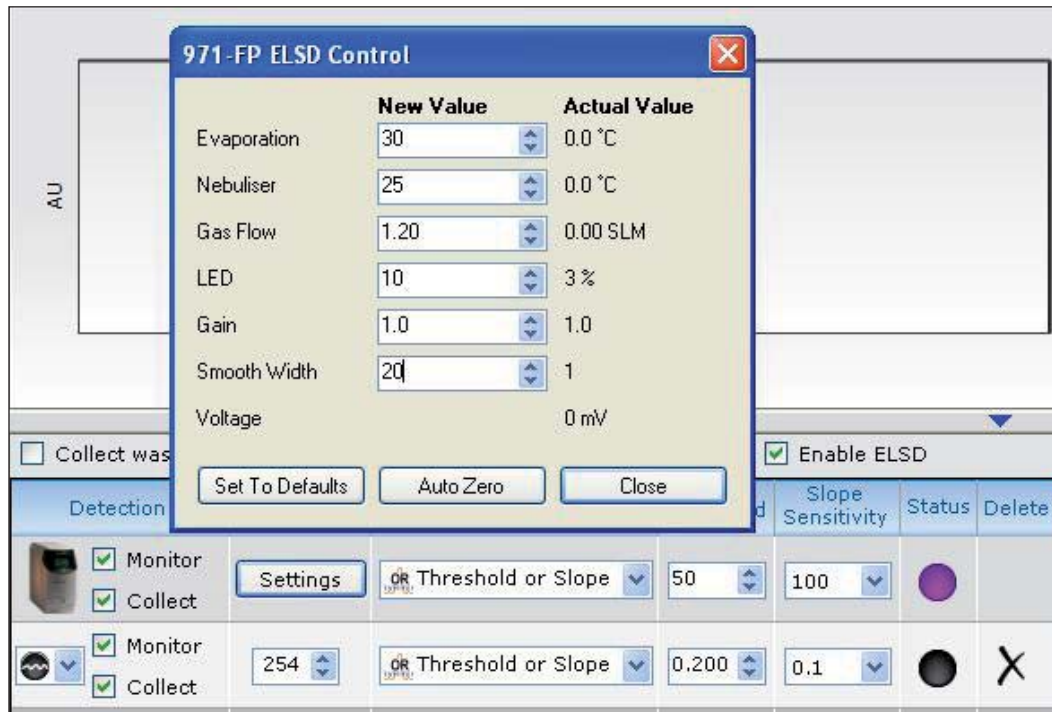 971-FP ELSD Control
New Value Actual Value
Evaporation 30 0.0 °C
Nebuliser 25 0.0 °C
AU
Gas Flow 1.20 0.00 SLM
LED 10 3 %
Gain 1.0 1.0
Smooth Width 20 1
Voltage 0 mV
Collect was Enable ELSD
Set To Defaults Auto Zero Close
Detection d Slope Sensitivity Status Delete
Monitor
Settings OR Threshold or Slope 50 100
Collect
Monitor
254 OR Threshold or Slope 0.200 0.1
Collect